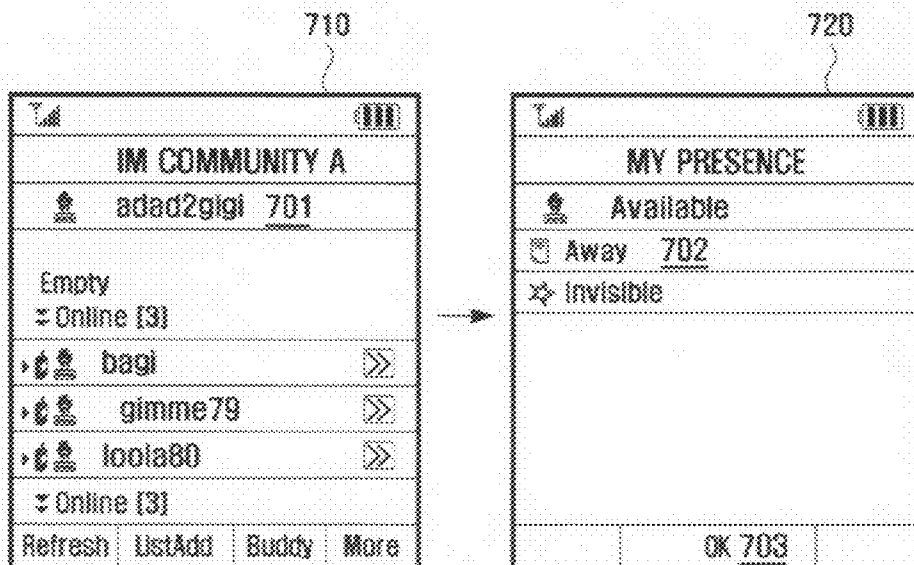 710
IM COMMUNITY A
adad2gigi 701
Empty
Online [3]
bagi
gimme79
loola80
Online [3]
Refresh ListAdd Buddy More
720
MY PRESENCE
Available
Away 702
Invisible
OK 703